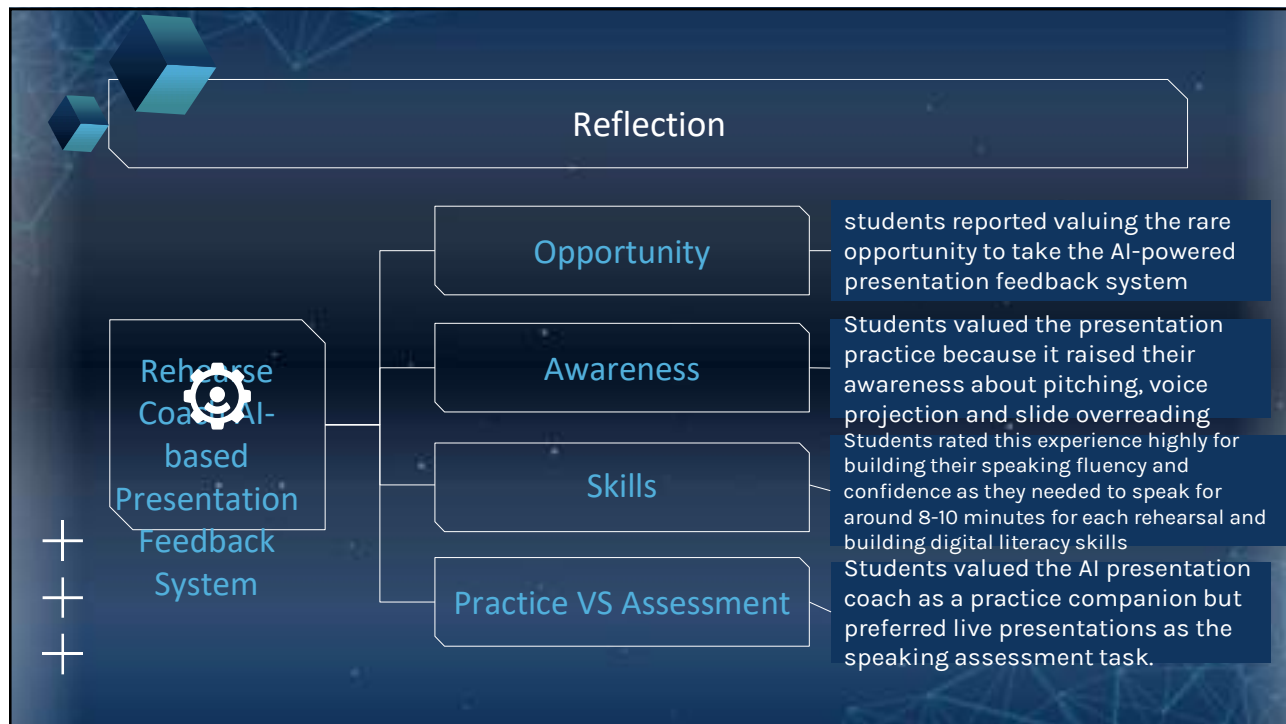 Reflection
Rehearse
Coach AI-
based
Presentation
Feedback
System
Opportunity
students reported valuing the rare
opportunity to take the AI-powered
presentation feedback system
Awareness
Students valued the presentation
practice because it raised their
awareness about pitching, voice
projection and slide overreading
Skills
Students rated this experience highly for
building their speaking fluency and
confidence as they needed to speak for
around 8-10 minutes for each rehearsal and
building digital literacy skills
Practice VS Assessment
Students valued the AI presentation
coach as a practice companion but
preferred live presentations as the
speaking assessment task.